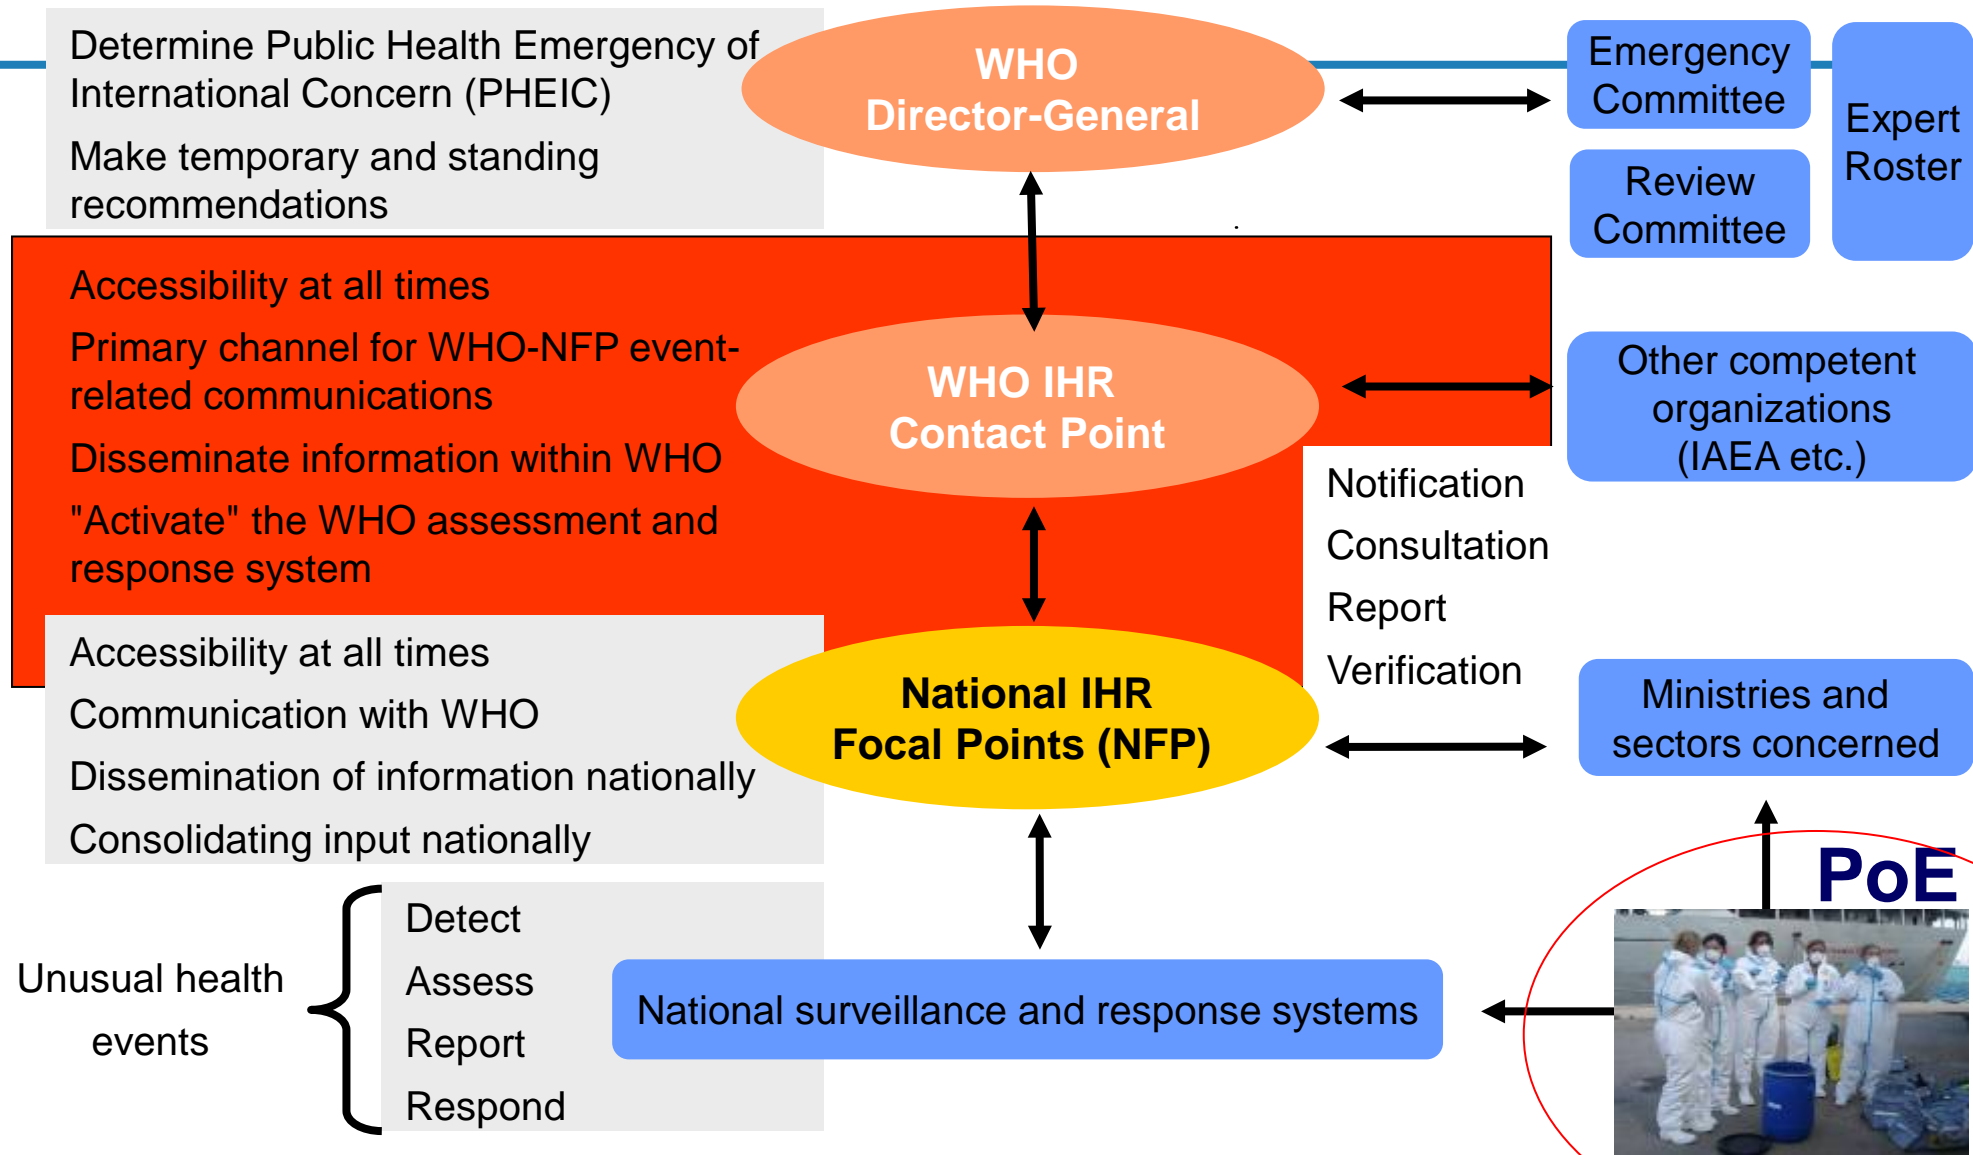 Determine Public Health Emergency of
International Concern (PHEIC)
Make temporary and standing
recommendations
WHO
Director-General
Emergency
Committee
Review
Committee
Expert
Roster
Accessibility at all times
Primary channel for WHO-NFP event-
related communications
Disseminate information within WHO
"Activate" the WHO assessment and
response system
WHO IHR
Contact Point
Other competent
organizations
(IAEA etc.)
Notification
Consultation
Report
Verification
Accessibility at all times
Communication with WHO
Dissemination of information nationally
Consolidating input nationally
National IHR
Focal Points (NFP)
Ministries and
sectors concerned
PoE
Unusual health
events
Detect
Assess
Report
Respond
National surveillance and response systems